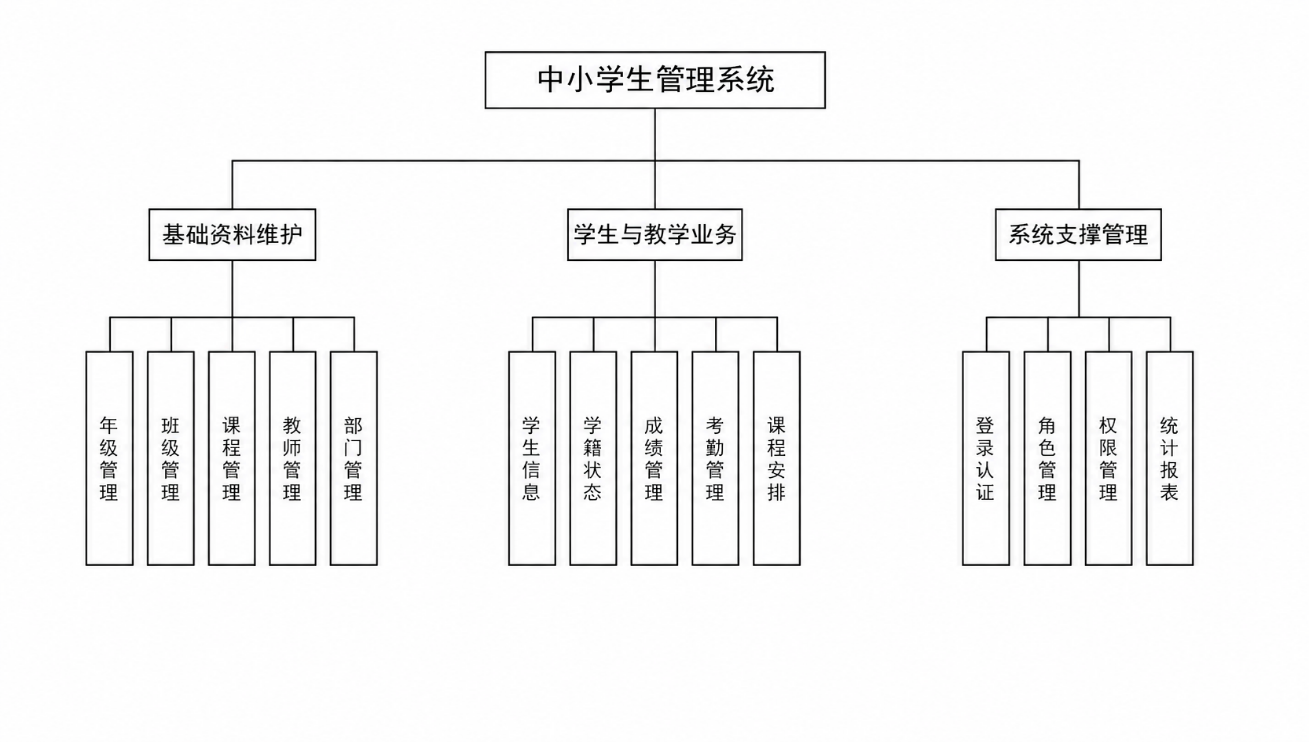 中小学生管理系统
基础资料维护
学生与教学业务
系统支撑管理
年级管理
班级管理
课程管理
教师管理
部门管理
学生信息
学籍状态
成绩管理
考勤管理
课程安排
登录认证
角色管理
权限管理
统计报表